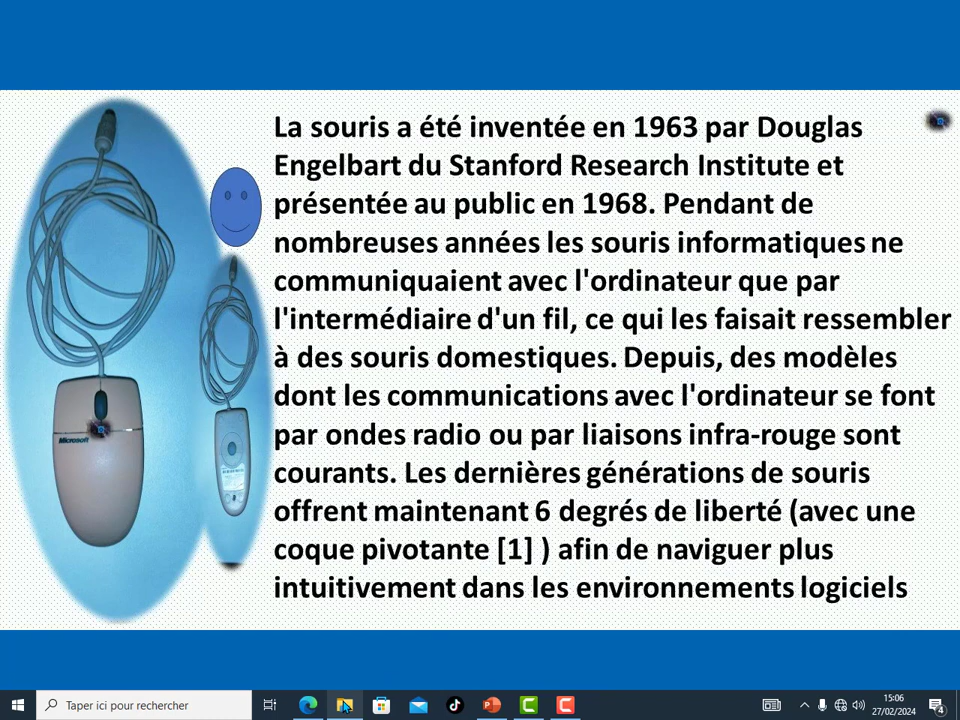 La souris a été inventée en 1963 par Douglas
Engelbart du Stanford Research Institute et
présentée au public en 1968. Pendant de
nombreuses années les souris informatiques ne
communiquaient avec l'ordinateur que par
l'intermédiaire d'un fil, ce qui les faisait ressembler
à des souris domestiques. Depuis, des modèles
dont les communications avec l'ordinateur se font
par ondes radio ou par liaisons infra-rouge sont
courants. Les dernières générations de souris
offrent maintenant 6 degrés de liberté (avec une
coque pivotante [1] ) afin de naviguer plus
intuitivement dans les environnements logiciels
Microsoft
Taper ici pour rechercher
15:06
27/02/2024
4